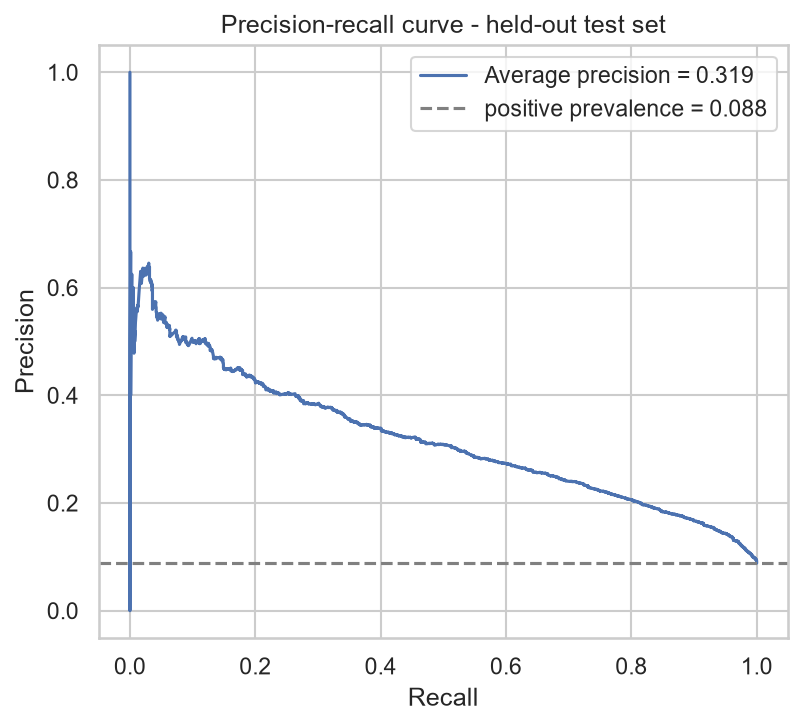 Precision-recall curve - held-out test set
Average precision = 0.319
positive prevalence = 0.088
Precision
1.0
0.8
0.6
0.4
0.2
0.0
0.0 0.2 0.4 0.6 0.8 1.0
Recall